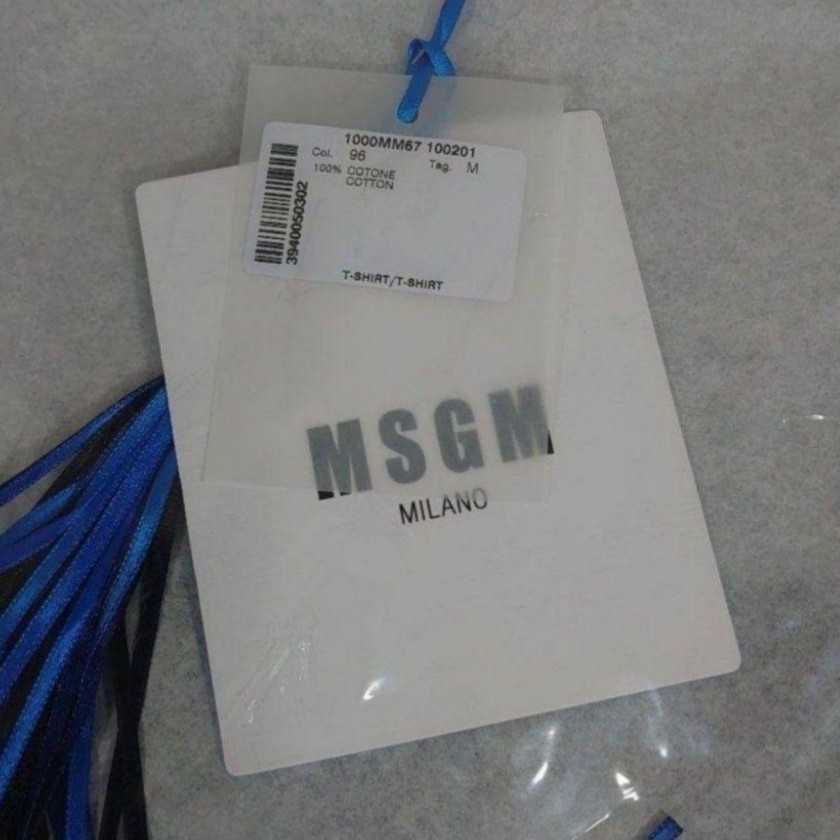 1000MM67 100201
Col. 96 Tag. M
100% COTONE
COTTON
3940050302
T-SHIRT/T-SHIRT
MSGM
MILANO